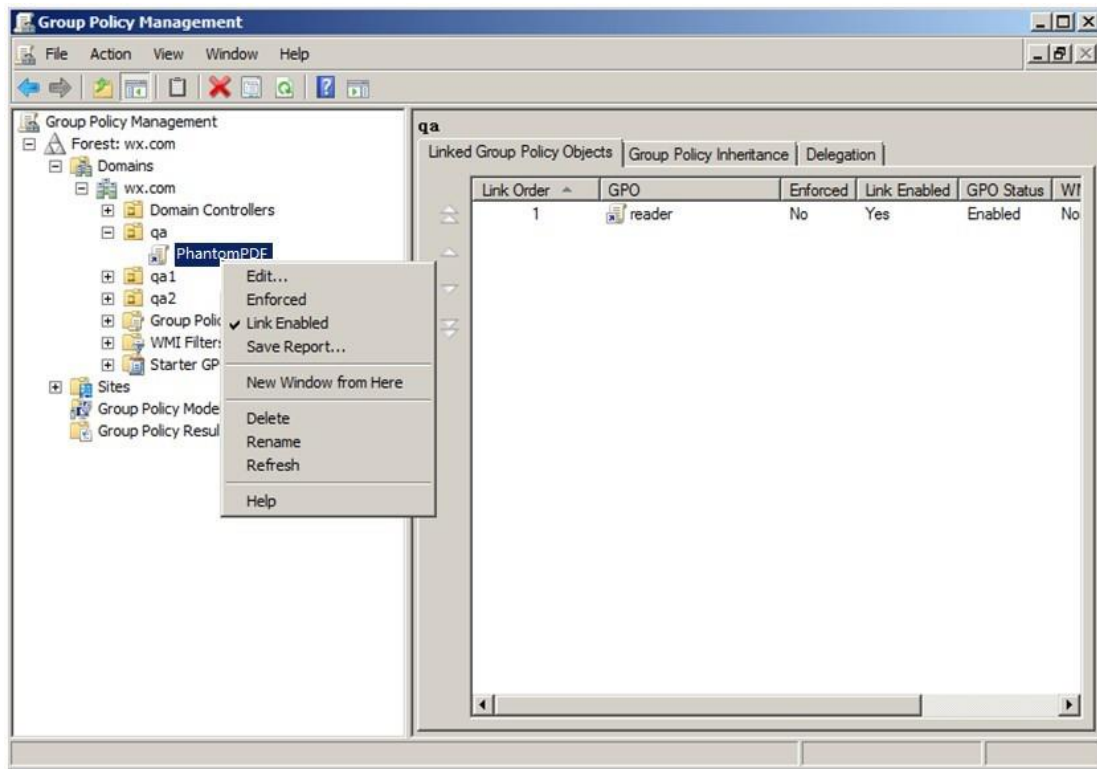 Group Policy Management
File Action View Window Help
Group Policy Management
Forest: wx.com
Domains
wx.com
Domain Controllers
qa
PhantomPDF
qa1
qa2
Group Polic
WMI Filters
Starter GP
Sites
Group Policy Mode
Group Policy Resul
Edit...
Enforced
Link Enabled
Save Report...
New Window from Here
Delete
Rename
Refresh
Help
qa
Linked Group Policy Objects Group Policy Inheritance Delegation
Link Order GPO Enforced Link Enabled GPO Status
1 reader No Yes Enabled No